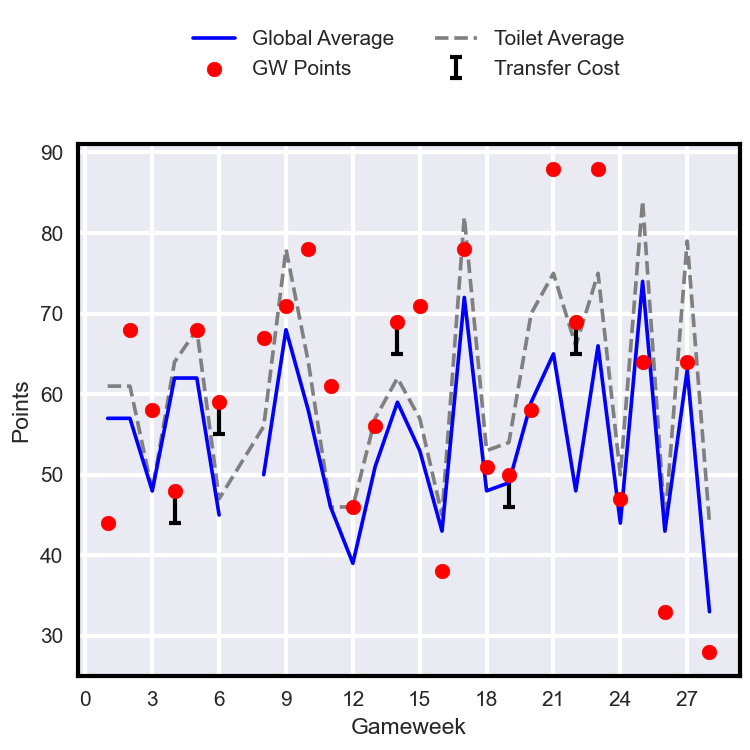 Global Average
Toilet Average
GW Points
Transfer Cost
90
80
70
60
50
40
30
Points
0 3 6 9 12 15 18 21 24 27
Gameweek